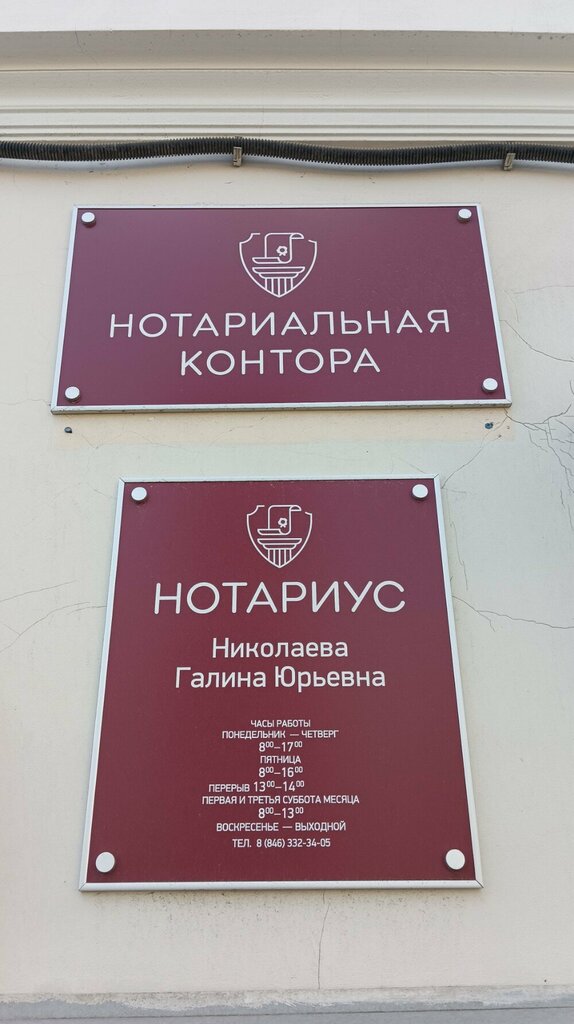 НОТАРИАЛЬНАЯ
КОНТОРА
НОТАРИУС
Николаева
Галина Юрьевна
ЧАСЫ РАБОТЫ
ПОНЕДЕЛЬНИК — ЧЕТВЕРГ
8⁰⁰–17⁰⁰
ПЯТНИЦА
8⁰⁰–16⁰⁰
ПЕРЕРЫВ 13⁰⁰–14⁰⁰
ПЕРВАЯ И ТРЕТЬЯ СУББОТА МЕСЯЦА
8⁰⁰–13⁰⁰
ВОСКРЕСЕНЬЕ — ВЫХОДНОЙ
ТЕЛ. 8 (846) 332-34-05